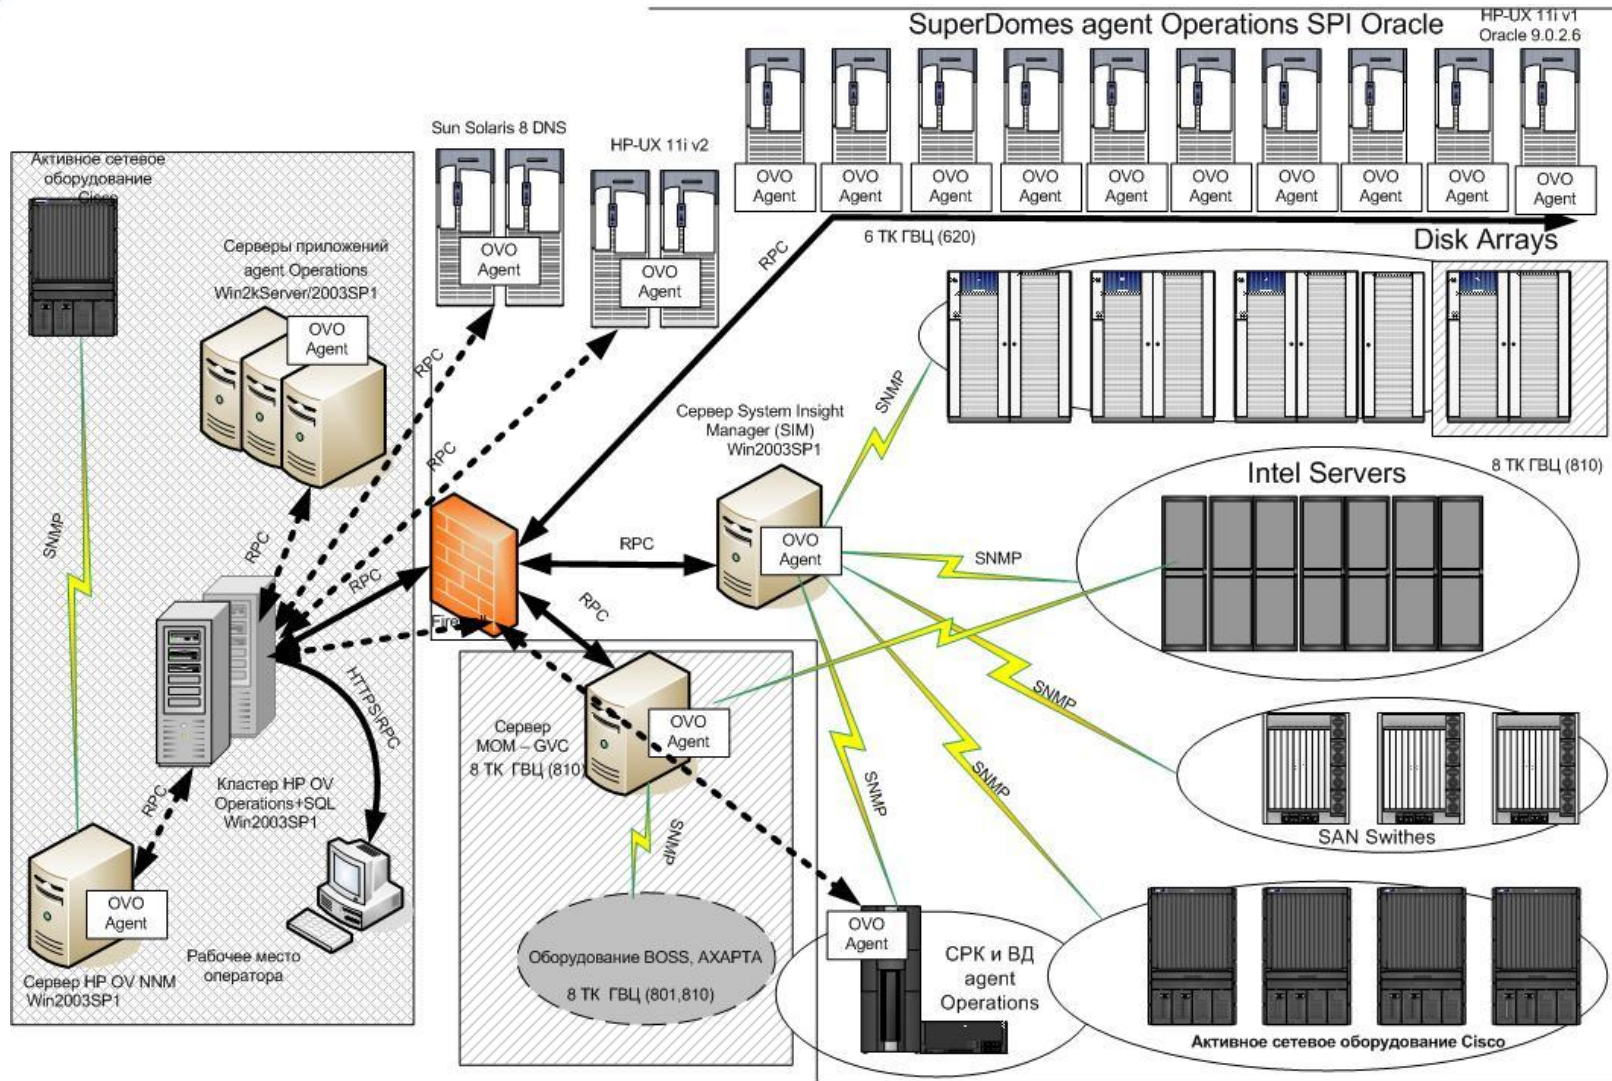 SuperDomes agent Operations SPI Oracle
HP-UX 11i v1
Oracle 9.0.2.6
OVO
Agent
OVO
Agent
OVO
Agent
OVO
Agent
OVO
Agent
OVO
Agent
OVO
Agent
OVO
Agent
OVO
Agent
OVO
Agent
6 ТК ГВЦ (620)
RPC
Sun Solaris 8 DNS
OVO
Agent
HP-UX 11i v2
OVO
Agent
Активное сетевое
оборудование
Cisco
Серверы приложений
agent Operations
Win2kServer/2003SP1
OVO
Agent
RPC
RPC
SNMP
RPC
RPC
Firewall
Disk Arrays
SNMP
Сервер System Insight
Manager (SIM)
Win2003SP1
OVO
Agent
RPC
SNMP
Intel Servers
8 ТК ГВЦ (810)
RPC
HTTPS\RPC
Кластер HP OV
Operations+SQL
Win2003SP1
RPC
OVO
Agent
Сервер HP OV NNM
Win2003SP1
Рабочее место
оператора
Сервер
MOM – GVC
8 ТК ГВЦ (810)
OVO
Agent
SNMP
Оборудование BOSS, АХАРТА
8 ТК ГВЦ (801,810)
SNMP
SNMP
SNMP
SAN Swithes
OVO
Agent
СРК и ВД
agent
Operations
Активное сетевое оборудование Cisco